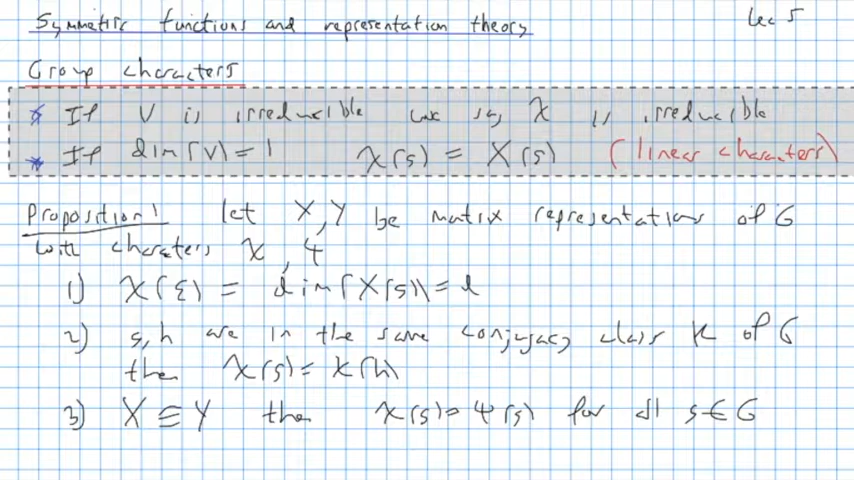 Symmetric functions and representation theory Lec 5
Group characters
* If V is irreducible we say χ is irreducible
* If dim(V) = 1 χ(g) = X(g) (linear characters)
Proposition 1 let X, Y be matrix representations of G
with characters χ, ψ
1) χ(ε) = dim(X(g)) = d
2) g, h are in the same conjugacy class K of G
then χ(g) = χ(h)
3) X ≅ Y then χ(g) = ψ(g) for all g ∈ G